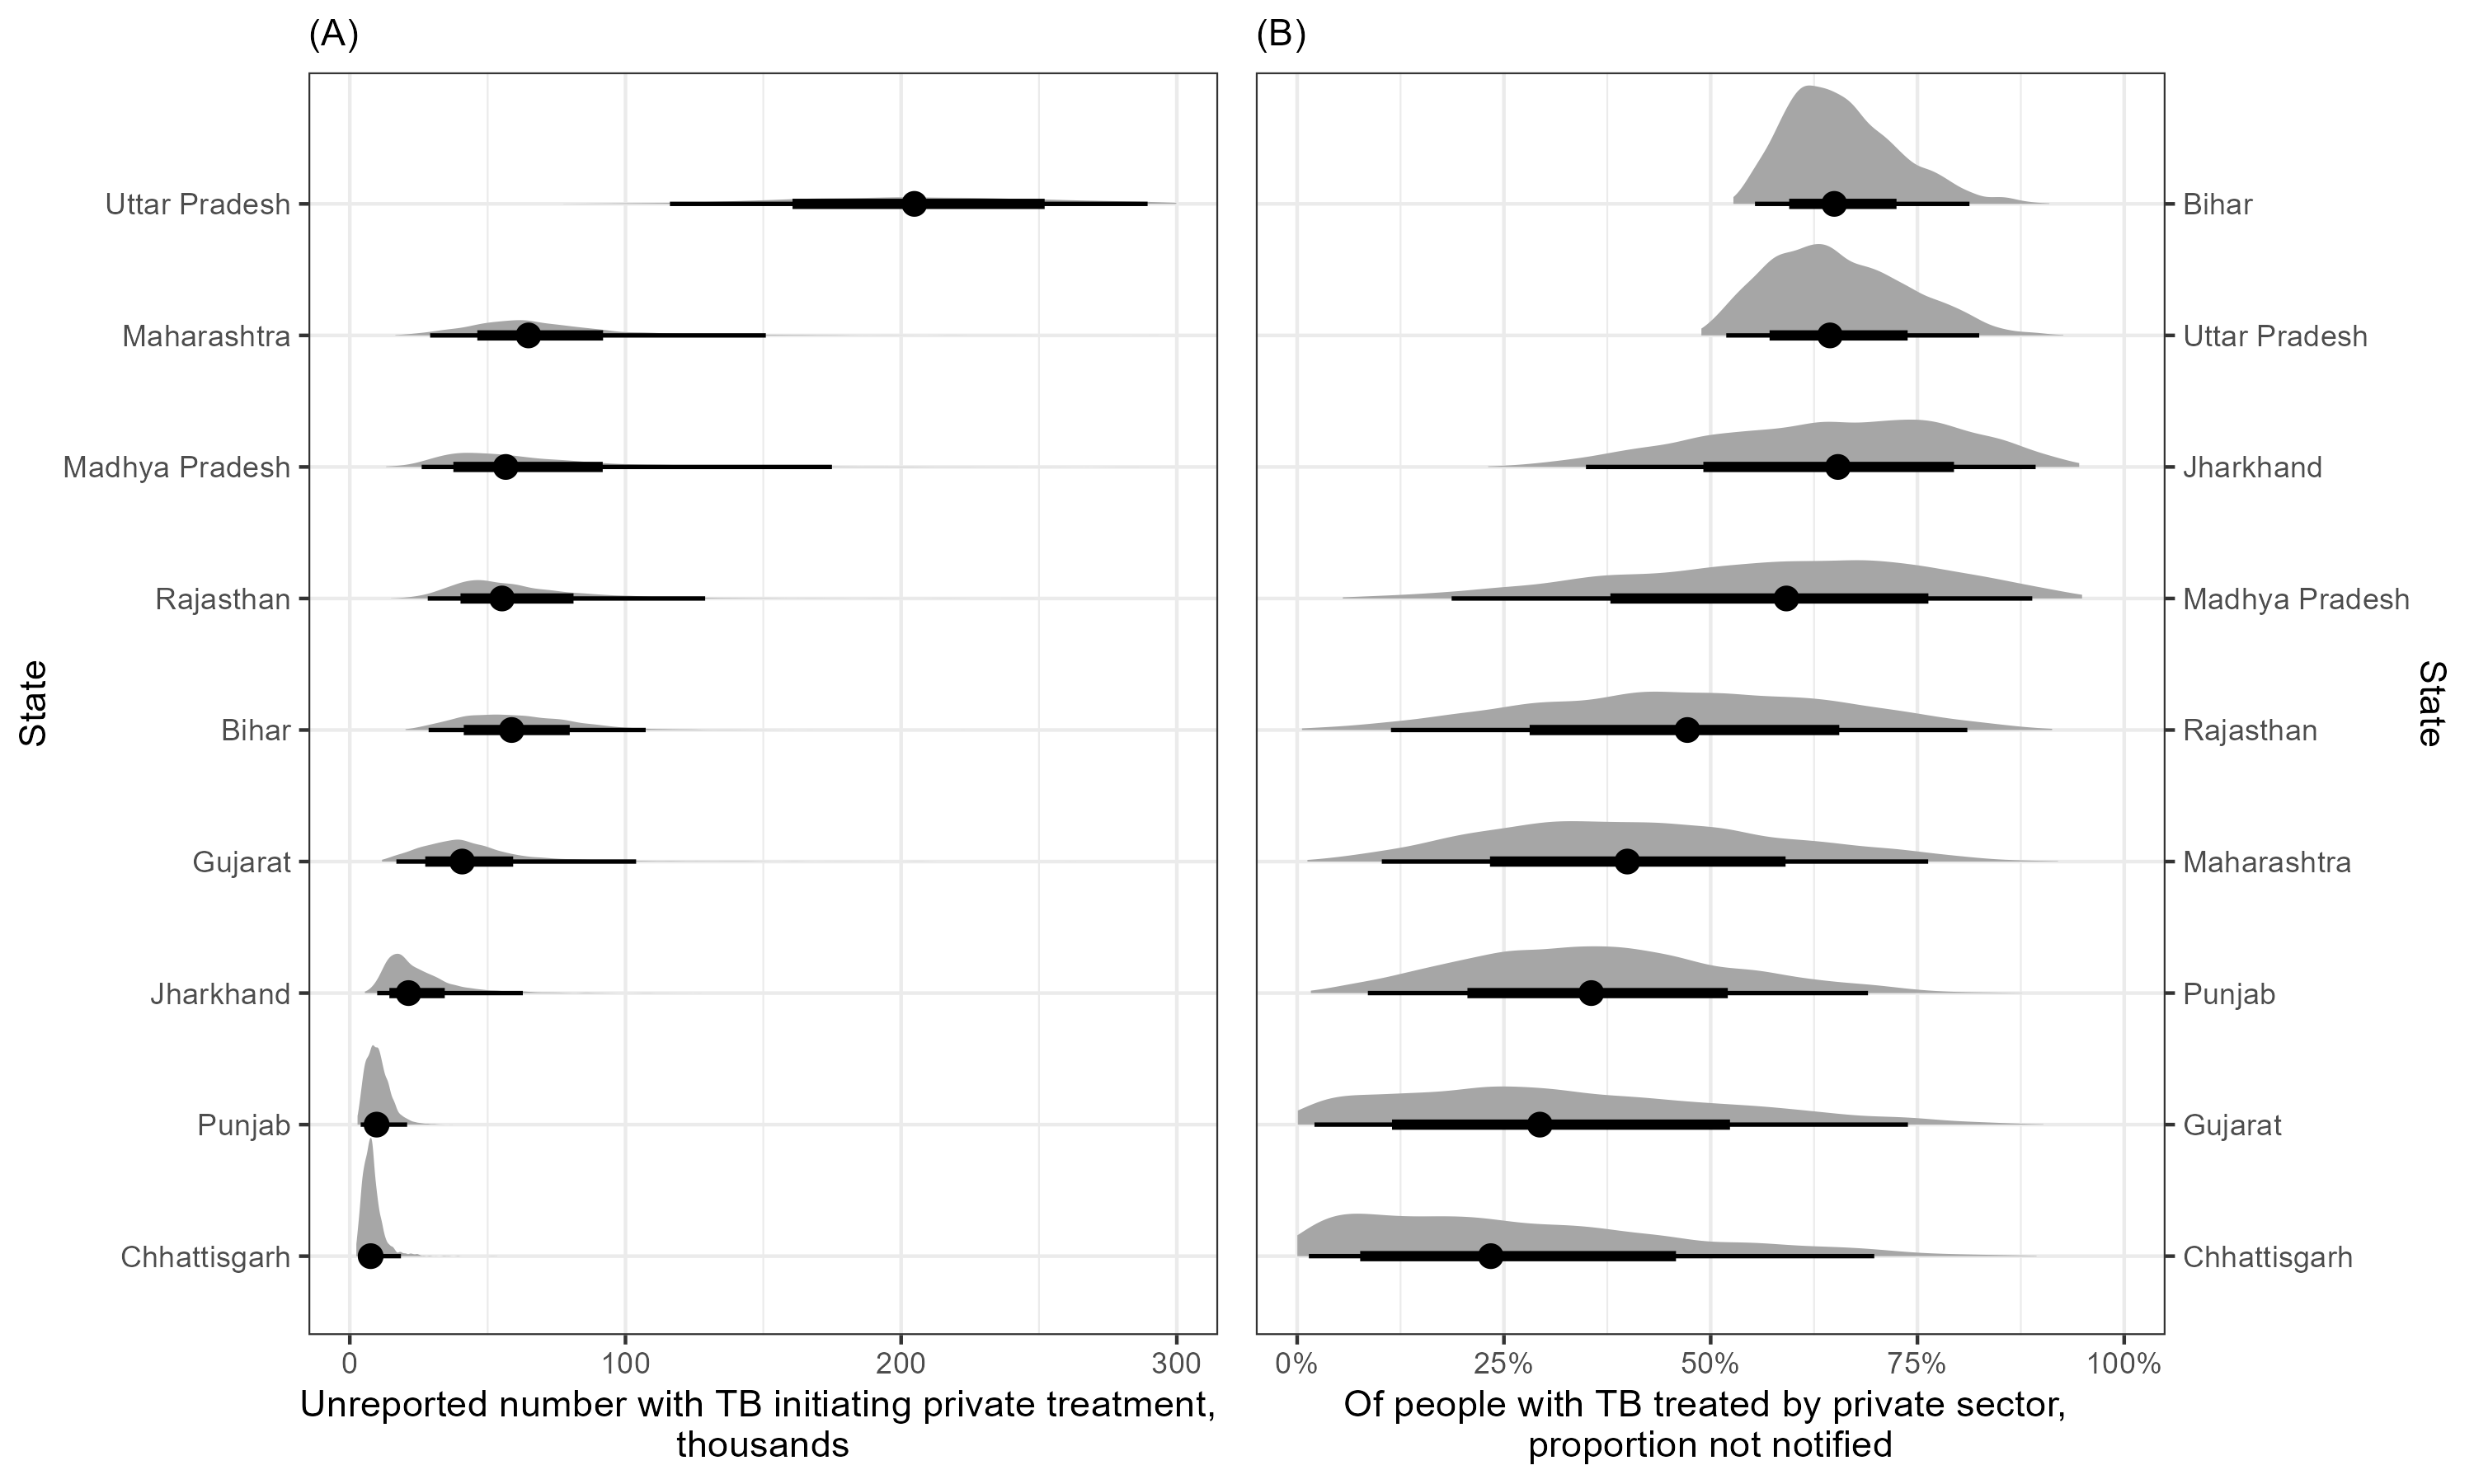 (A)
State
Uttar Pradesh
Maharashtra
Madhya Pradesh
Rajasthan
Bihar
Gujarat
Jharkhand
Punjab
Chhattisgarh
0 100 200 300
Unreported number with TB initiating private treatment,
thousands
(B)
Bihar
Uttar Pradesh
Jharkhand
Madhya Pradesh
Rajasthan
Maharashtra
Punjab
Gujarat
Chhattisgarh
State
0% 25% 50% 75% 100%
Of people with TB treated by private sector,
proportion not notified